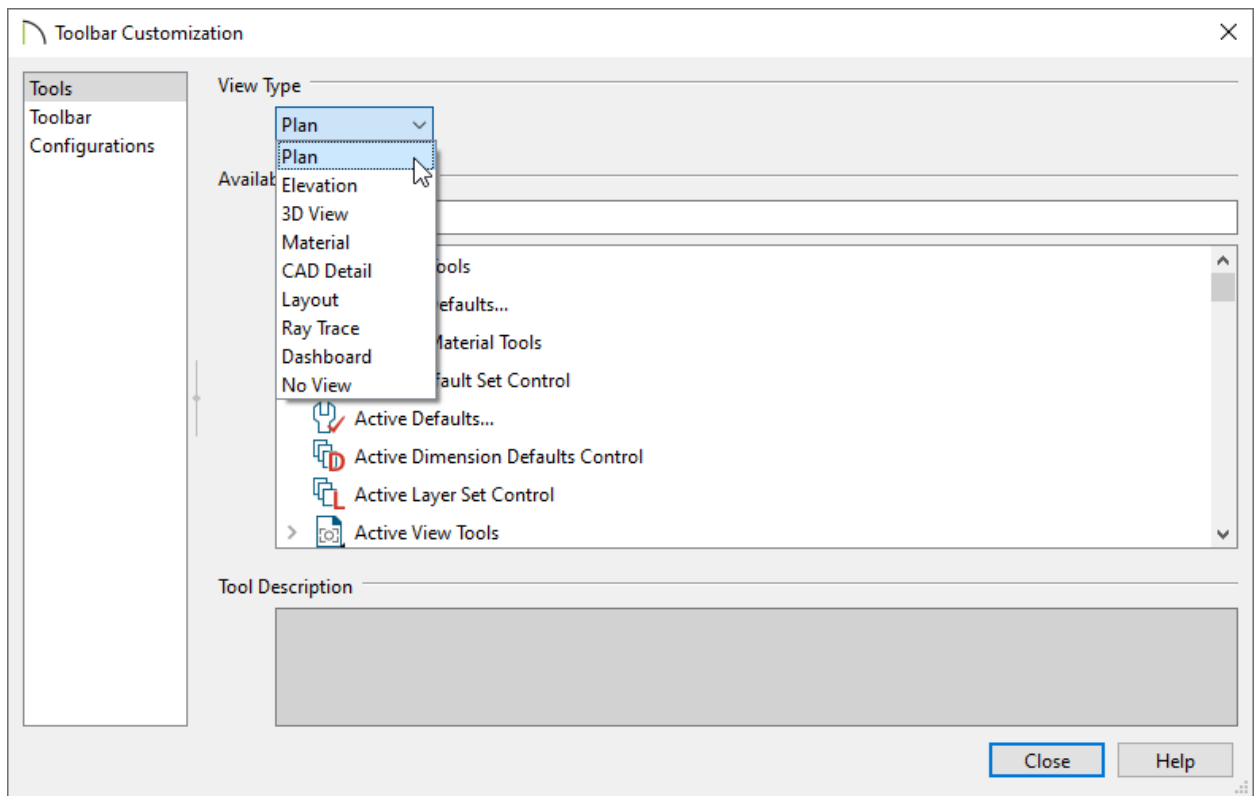 Toolbar Customization
Tools
Toolbar
Configurations
View Type
Plan
Plan
Elevation
3D View
Material
CAD Detail
Layout
Ray Trace
Dashboard
No View
Availab
ools
efaults...
Material Tools
fault Set Control
Active Defaults...
Active Dimension Defaults Control
Active Layer Set Control
Active View Tools
Tool Description
Close
Help